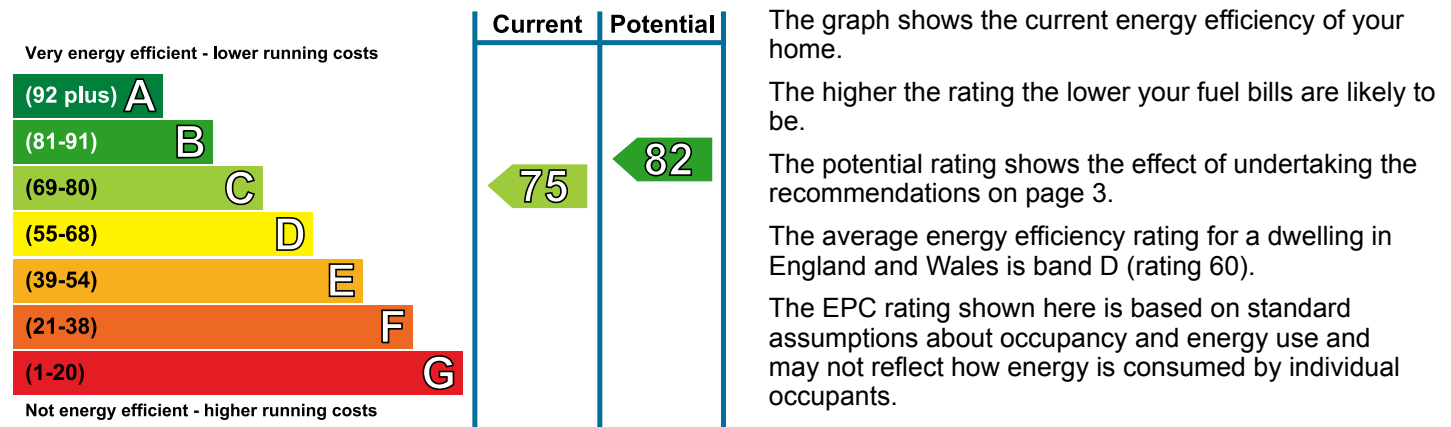 Current Potential
Very energy efficient - lower running costs
(92 plus) A
(81-91) B
(69-80) C
(55-68) D
(39-54) E
(21-38) F
(1-20) G
Not energy efficient - higher running costs
75
82
The graph shows the current energy efficiency of your
home.
The higher the rating the lower your fuel bills are likely to
be.
The potential rating shows the effect of undertaking the
recommendations on page 3.
The average energy efficiency rating for a dwelling in
England and Wales is band D (rating 60).
The EPC rating shown here is based on standard
assumptions about occupancy and energy use and
may not reflect how energy is consumed by individual
occupants.